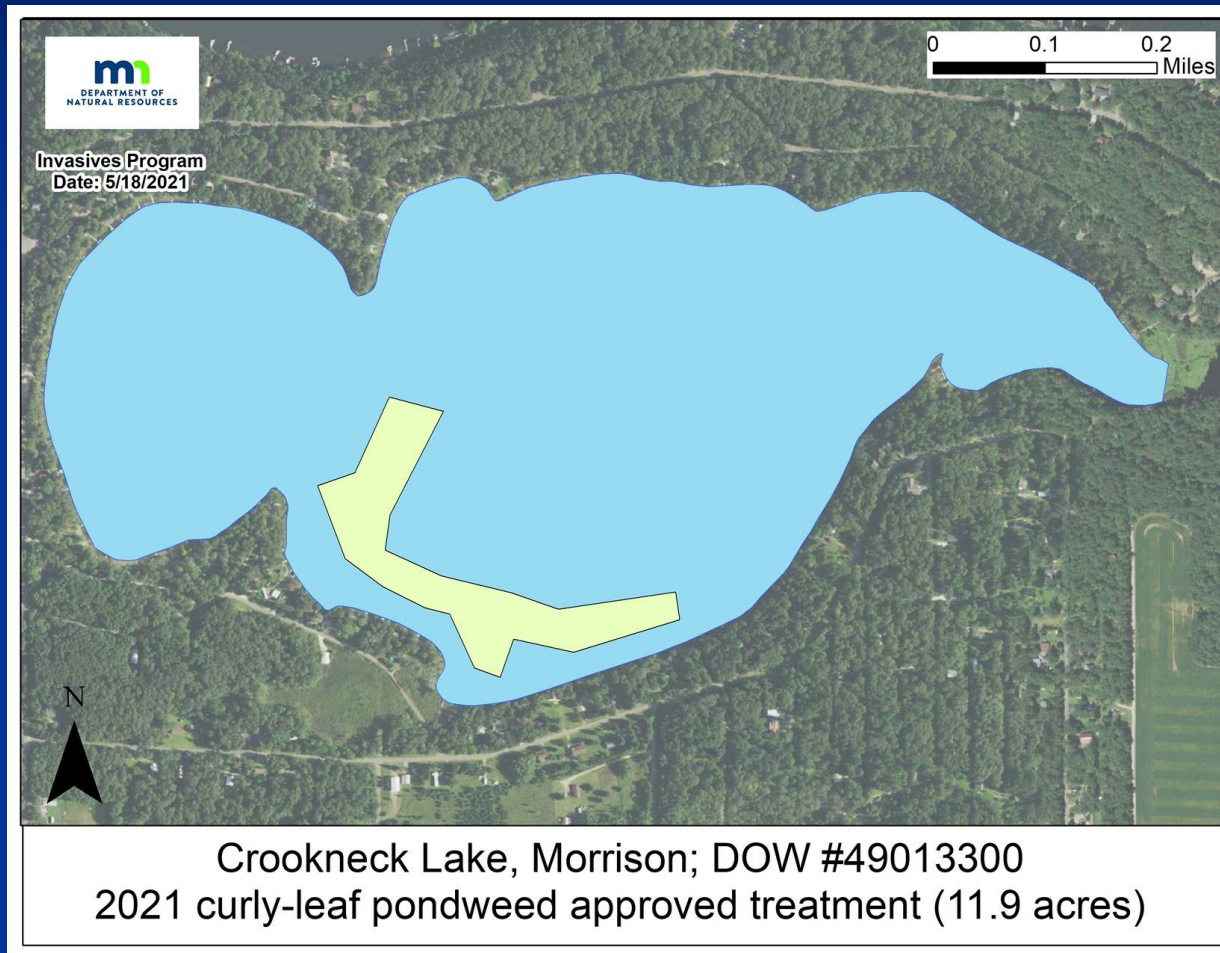 DEPARTMENT OF
NATURAL RESOURCES
Invasives Program
Date: 5/18/2021
0 0.1 0.2
Miles
N
Crookneck Lake, Morrison; DOW #49013300
2021 curly-leaf pondweed approved treatment (11.9 acres)